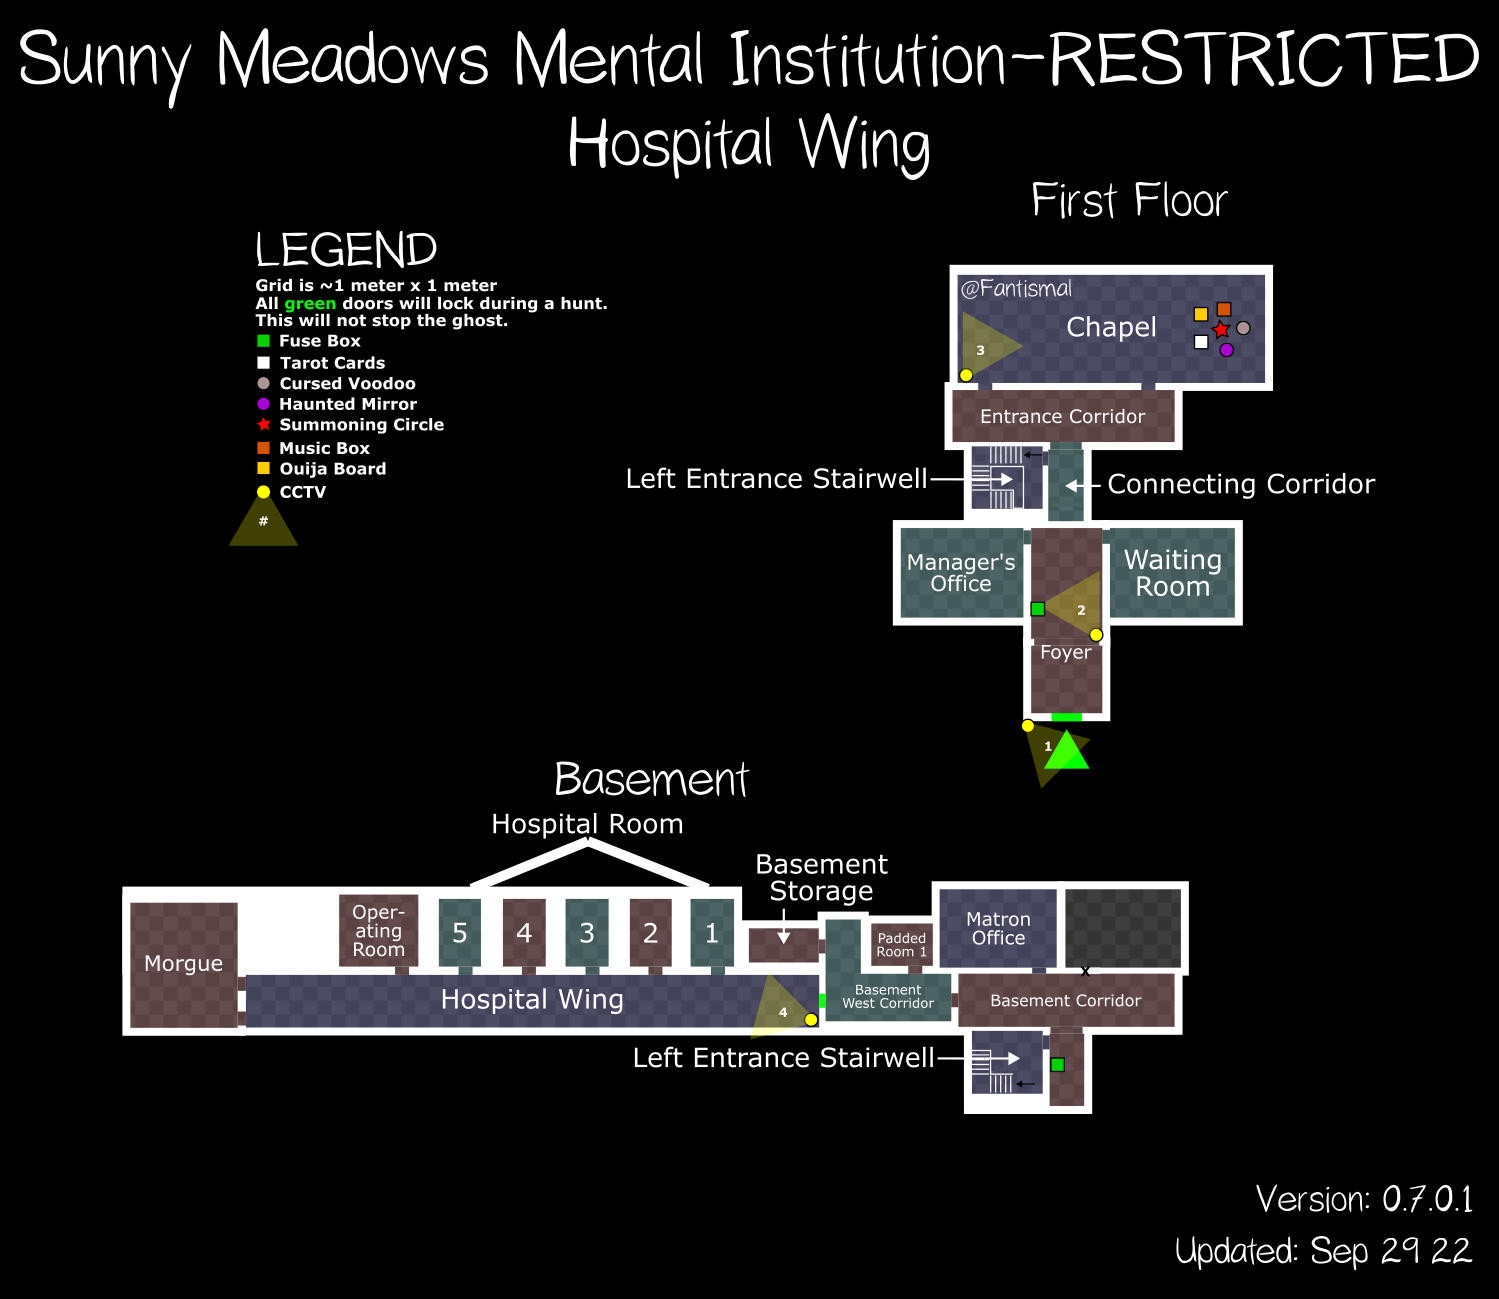 Sunny Meadows Mental Institution-RESTRICTED
Hospital Wing
First Floor
LEGEND
Grid is ~1 meter x 1 meter
All green doors will lock during a hunt.
This will not stop the ghost.
Fuse Box
Tarot Cards
Cursed Voodoo
Haunted Mirror
Summoning Circle
Music Box
Ouija Board
CCTV
#
@Fantismal
Chapel
3
Entrance Corridor
Left Entrance Stairwell
Connecting Corridor
Manager's
Office
Waiting
Room
2
Foyer
1
Basement
Hospital Room
Basement
Storage
Morgue
Oper-
ating
Room
5
4
3
2
1
Padded
Room 1
Matron
Office
x
Hospital Wing
4
Basement
West Corridor
Basement Corridor
Left Entrance Stairwell
Version: 0.7.0.1
Updated: Sep 29 22